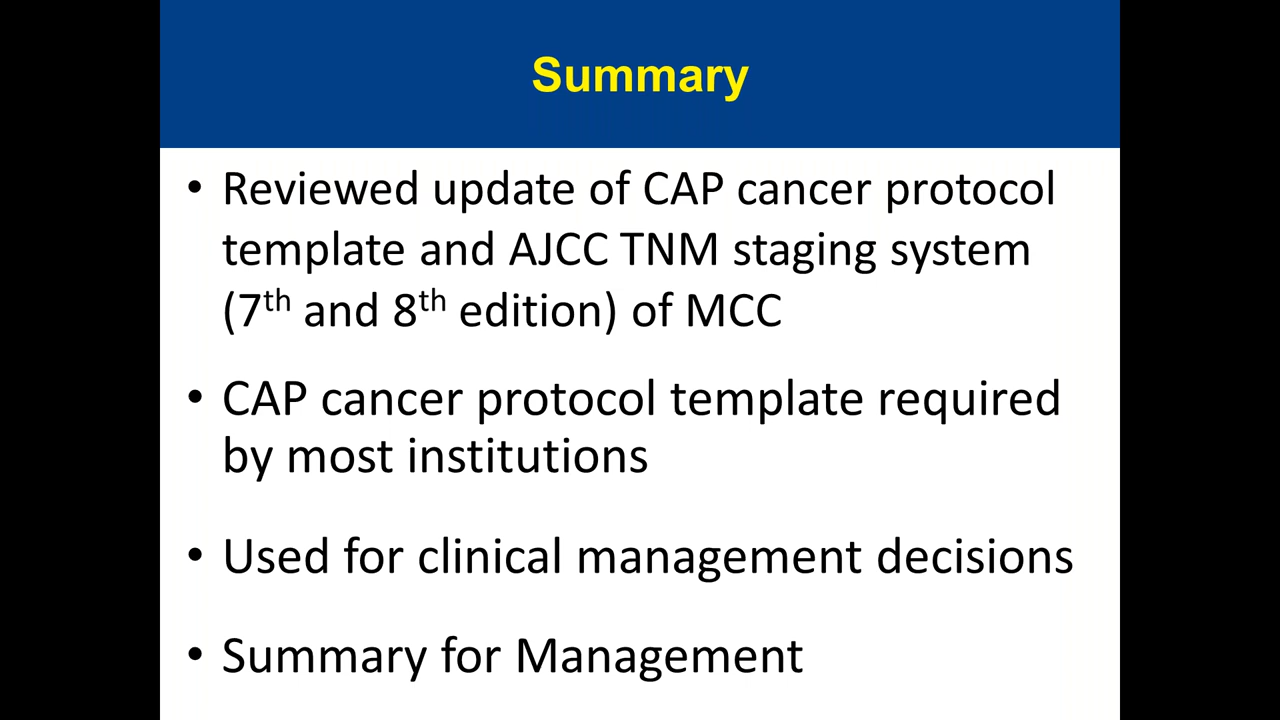 Summary
• Reviewed update of CAP cancer protocol
template and AJCC TNM staging system
(7th and 8th edition) of MCC
• CAP cancer protocol template required
by most institutions
• Used for clinical management decisions
• Summary for Management